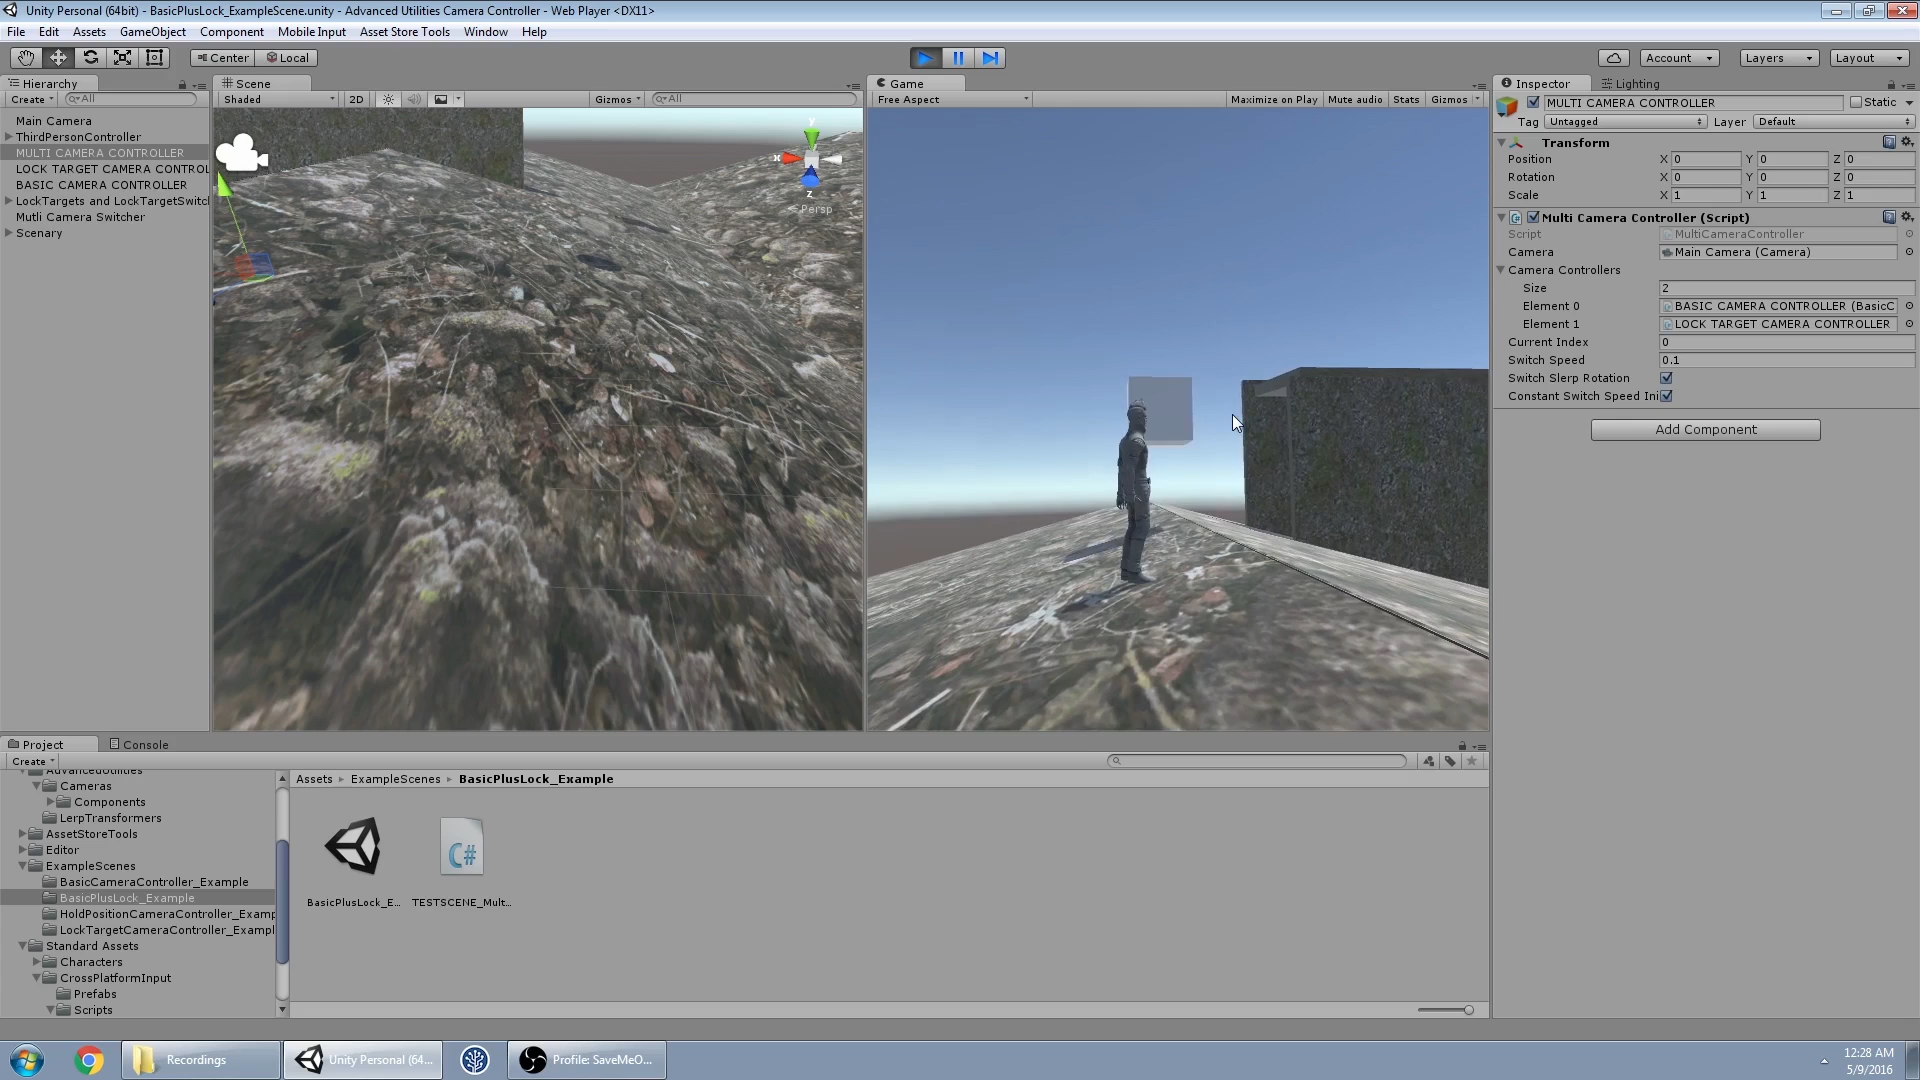 Unity Personal (64bit) - BasicPlusLock_ExampleScene.unity - Advanced Utilities Camera Controller - Web Player <DX11>
File Edit Assets GameObject Component Mobile Input Asset Store Tools Window Help
Center Local Account Layers Layout
Hierarchy
Create All
Main Camera
ThirdPersonController
MULTI CAMERA CONTROLLER
LOCK TARGET CAMERA CONTROL
BASIC CAMERA CONTROLLER
LockTargets and LockTargetSwitch
Mutli Camera Switcher
Scenary
Scene
Shaded 2D Gizmos All
y
x
z
Persp
Game
Free Aspect Maximize on Play Mute audio Stats Gizmos
Inspector Lighting
MULTI CAMERA CONTROLLER Static
Tag Untagged Layer Default
Transform
Position X 0 Y 0 Z 0
Rotation X 0 Y 0 Z 0
Scale X 1 Y 1 Z 1
Multi Camera Controller (Script)
Script MultiCameraController
Camera Main Camera (Camera)
Camera Controllers
Size 2
Element 0 BASIC CAMERA CONTROLLER (BasicC
Element 1 LOCK TARGET CAMERA CONTROLLER
Current Index 0
Switch Speed 0.1
Switch Slerp Rotation
Constant Switch Speed Ini
Add Component
Project Console
Create
AdvancedUtilities
Cameras
Components
LerpTransformers
AssetStoreTools
Editor
ExampleScenes
BasicCameraController_Example
BasicPlusLock_Example
HoldPositionCameraController_Examp
LockTargetCameraController_Exampl
Standard Assets
Characters
CrossPlatformInput
Prefabs
Scripts
Assets ExampleScenes BasicPlusLock_Example
C#
BasicPlusLock_E... TESTSCENE_Mult...
Recordings Unity Personal (64... Profile: SaveMeO...
12:28 AM
5/9/2016